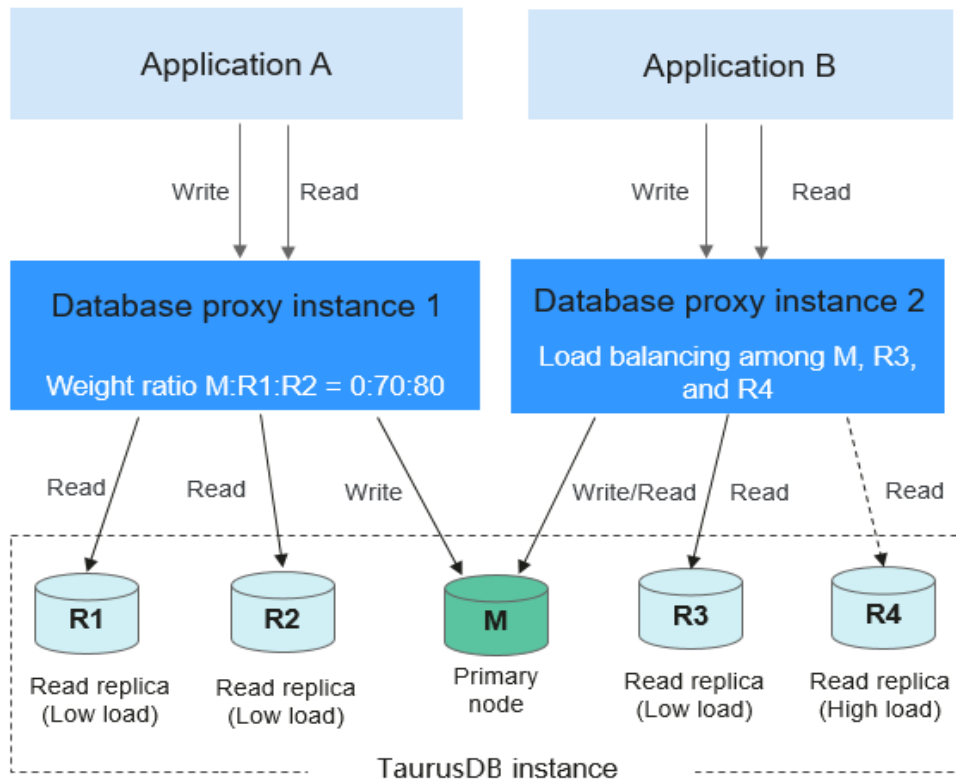 Application A
Application B
Write
Read
Write
Read
Database proxy instance 1
Weight ratio M:R1:R2 = 0:70:80
Database proxy instance 2
Load balancing among M, R3,
and R4
Read
Read
Write
Write/Read
Read
Read
R1
R2
M
R3
R4
Read replica
(Low load)
Read replica
(Low load)
Primary
node
Read replica
(Low load)
Read replica
(High load)
TaurusDB instance